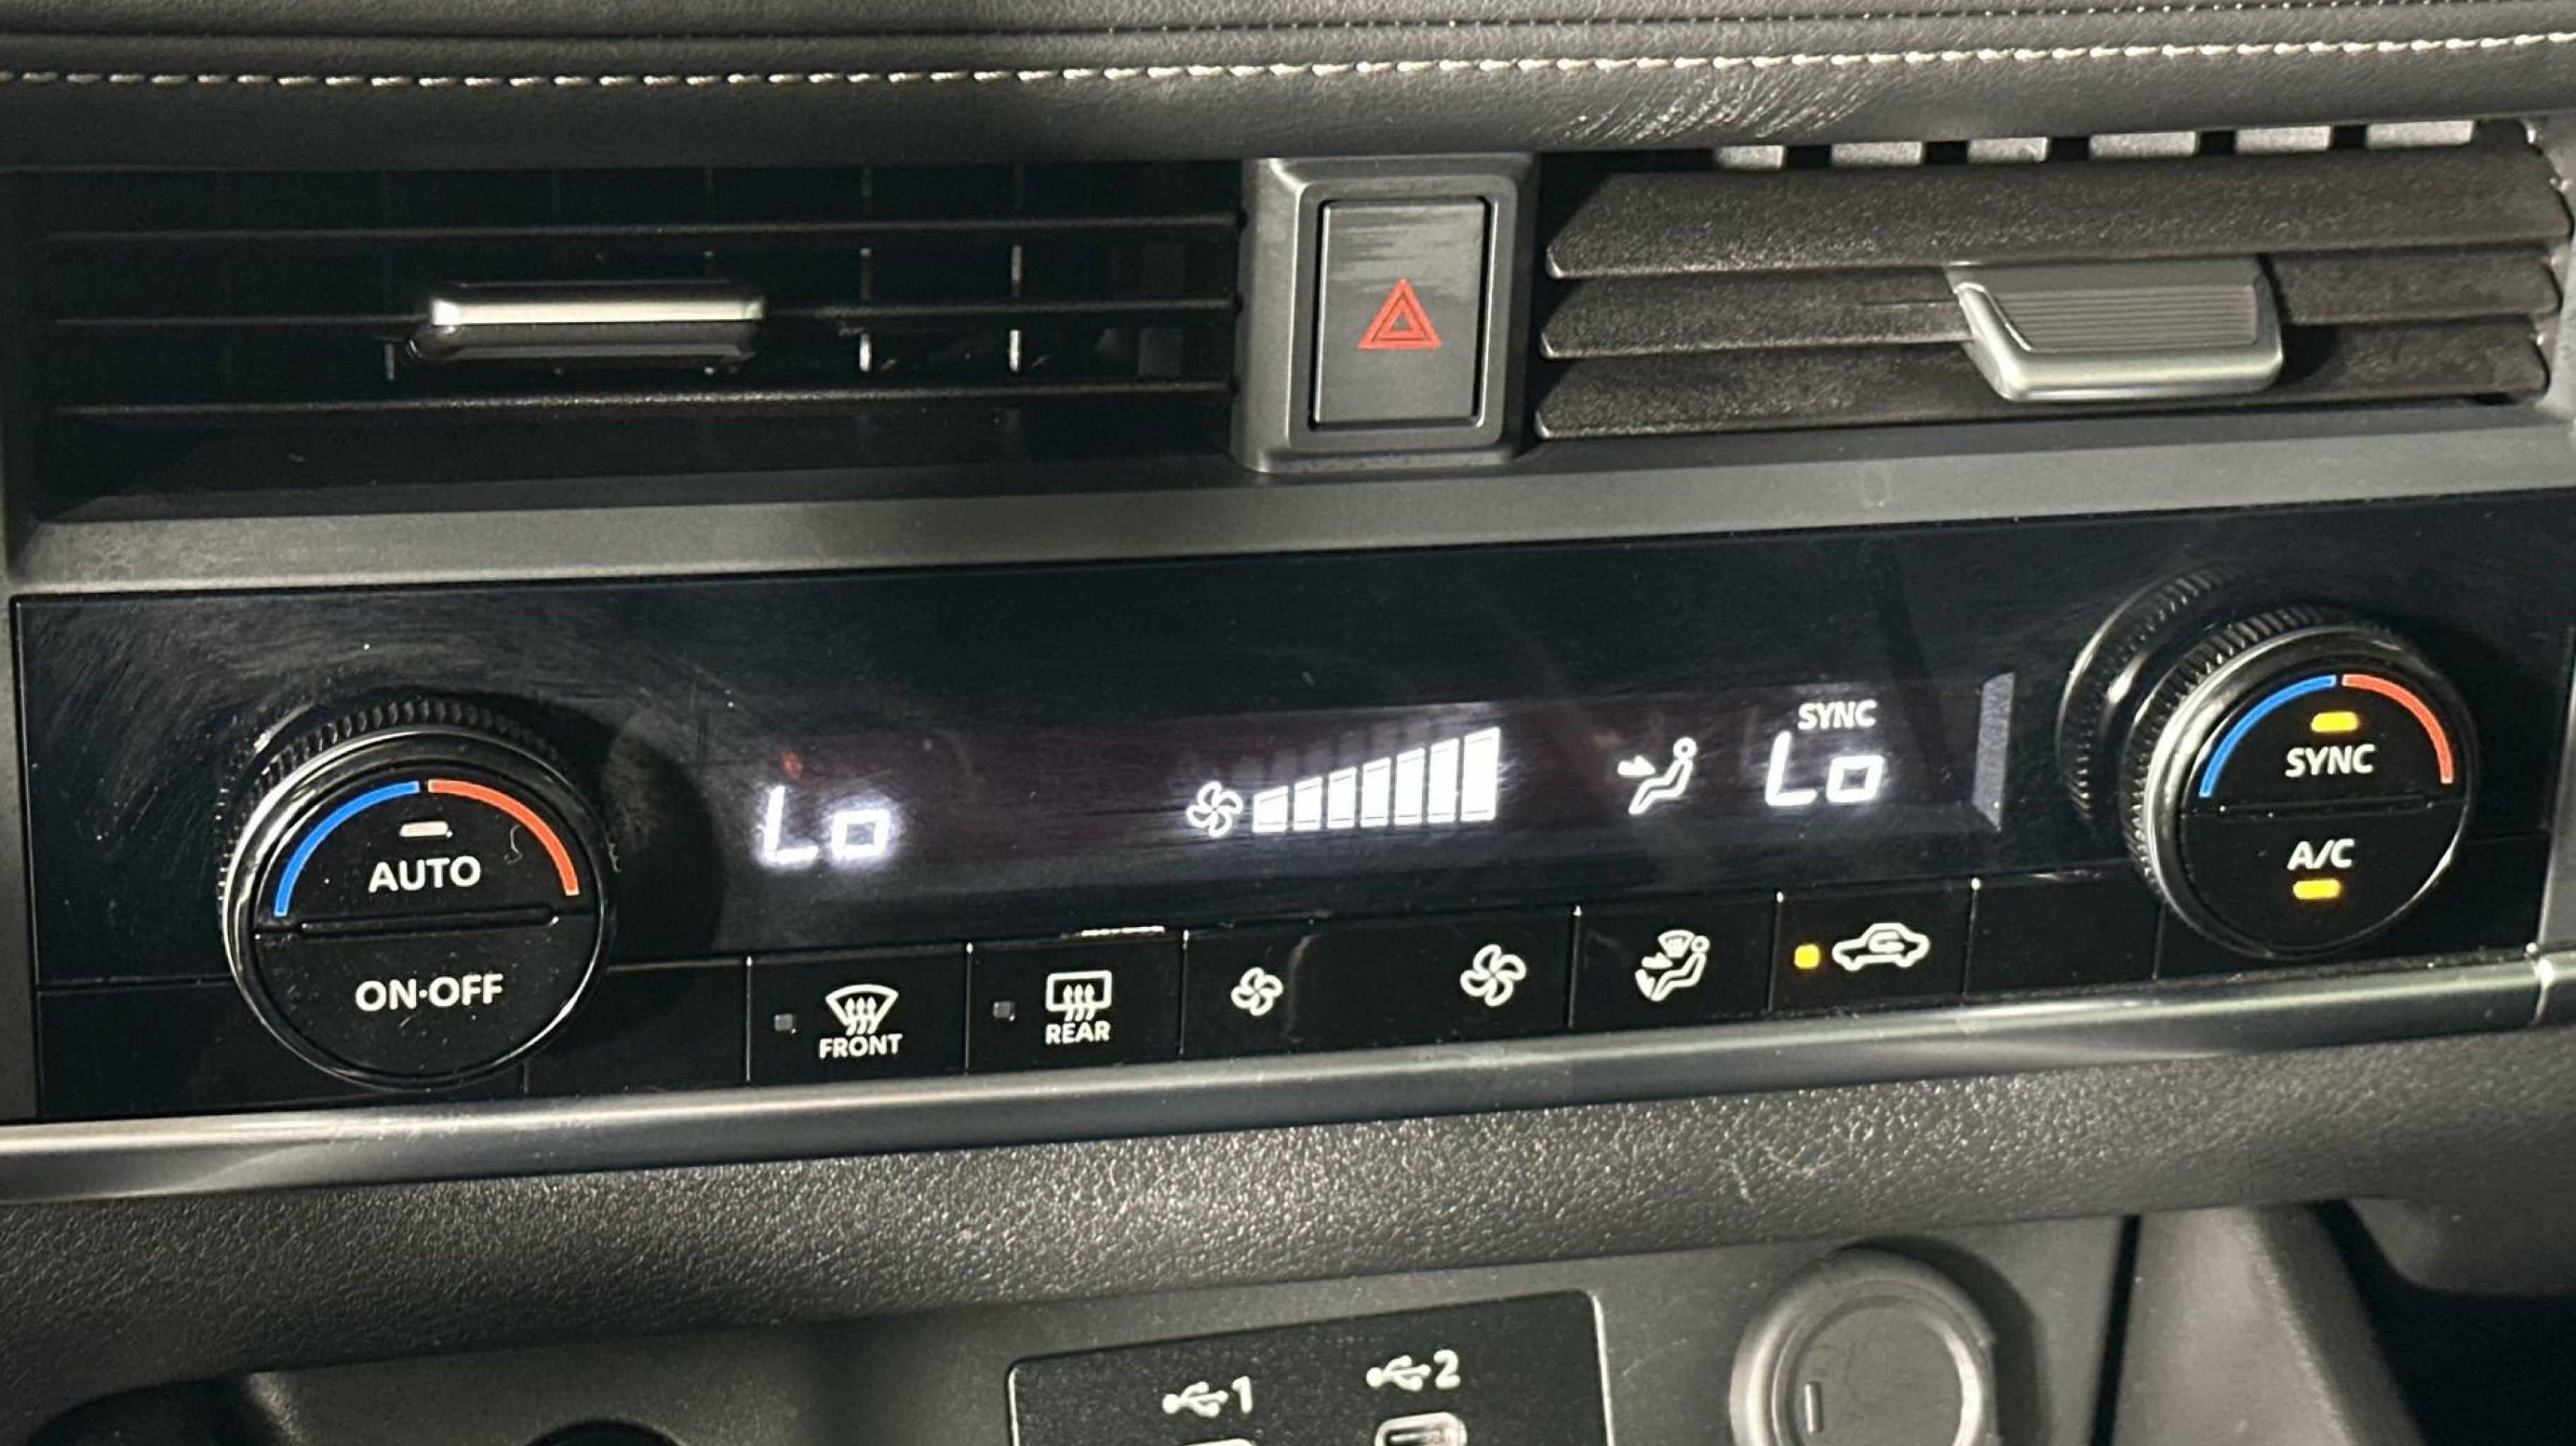 SYNC
Lo
Lo
SYNC
AUTO
A/C
ON·OFF
FRONT
REAR
1
2